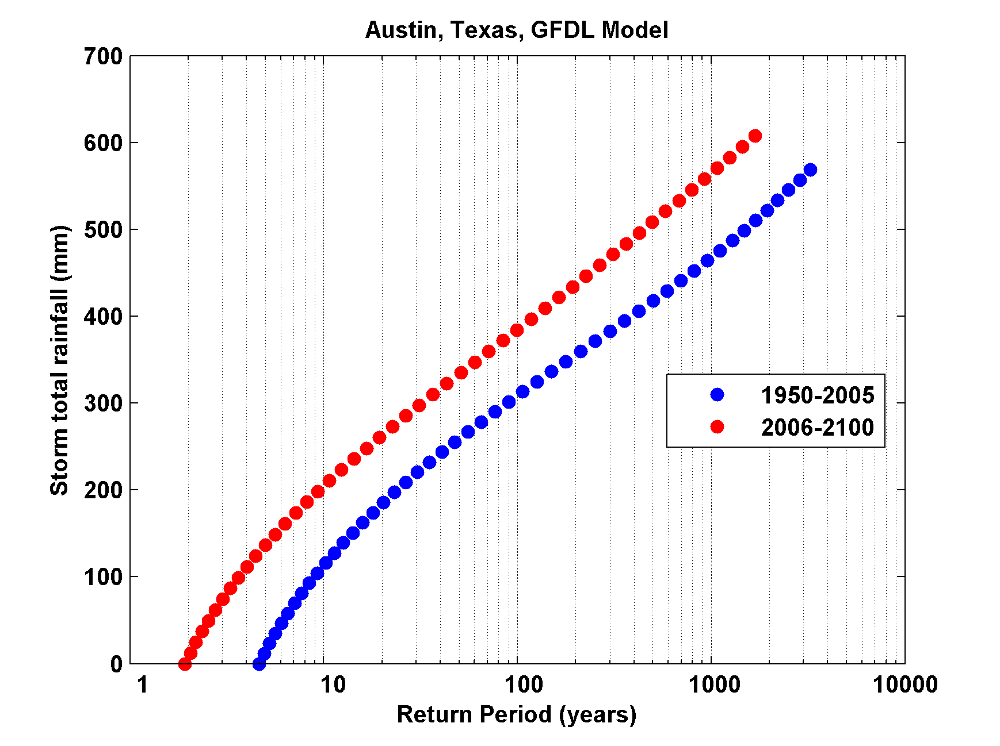 Austin, Texas, GFDL Model
700
600
500
400
300
200
100
0
Storm total rainfall (mm)
1950-2005
2006-2100
1 10 100 1000 10000
Return Period (years)